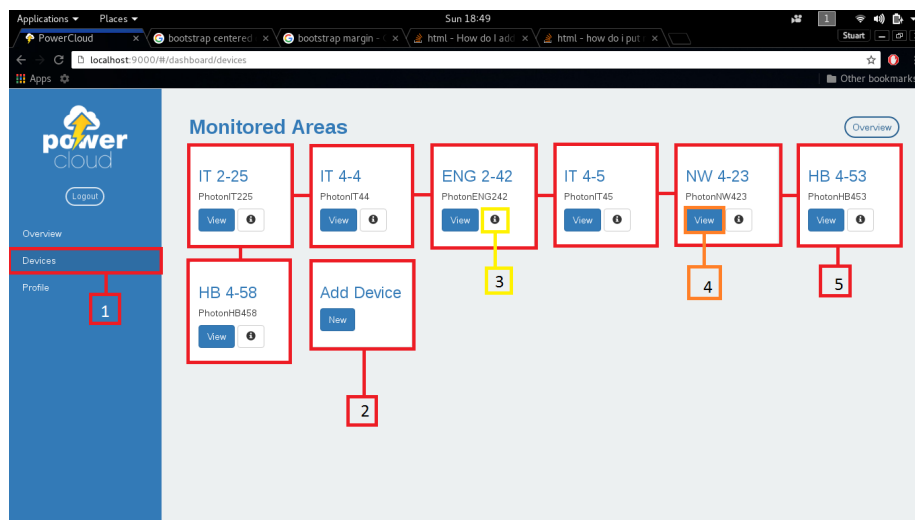 Applications Places Sun 18:49 1
PowerCloud bootstrap centered bootstrap margin - html - How do I add html - how do i put Stuart
localhost:9000/#/dashboard/devices
Apps Other bookmarks
power
cloud
Logout
Overview
Devices
Profile
1
Monitored Areas Overview
IT 2-25 IT 4-4 ENG 2-42 IT 4-5 NW 4-23 HB 4-53
PhotonIT225 PhotonIT44 PhotonENG242 PhotonIT45 PhotonNW423 PhotonHB453
View View View View View View
3 4 5
HB 4-58 Add Device
PhotonHB458 New
View
2